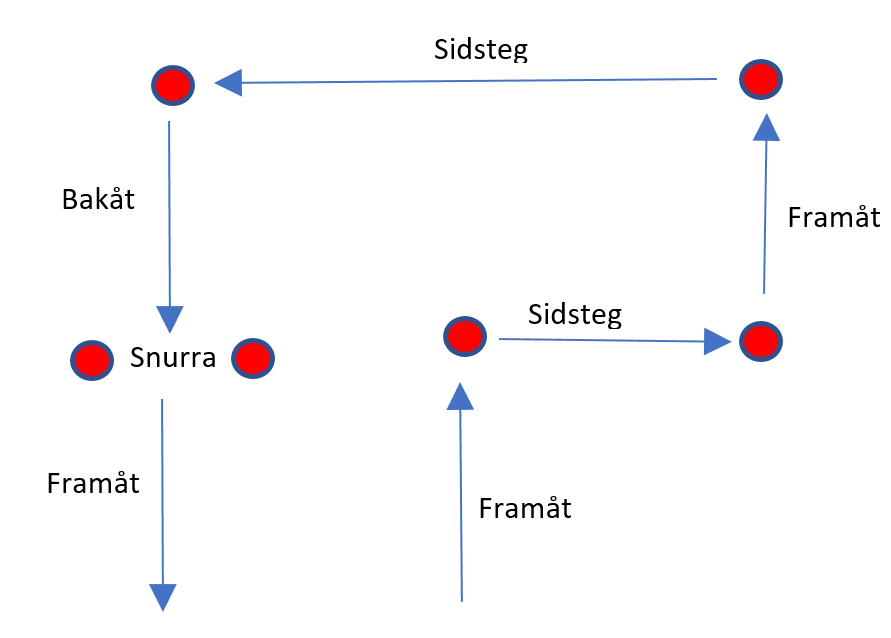 Sidsteg
Bakåt
Framåt
Sidsteg
Snurra
Framåt
Framåt